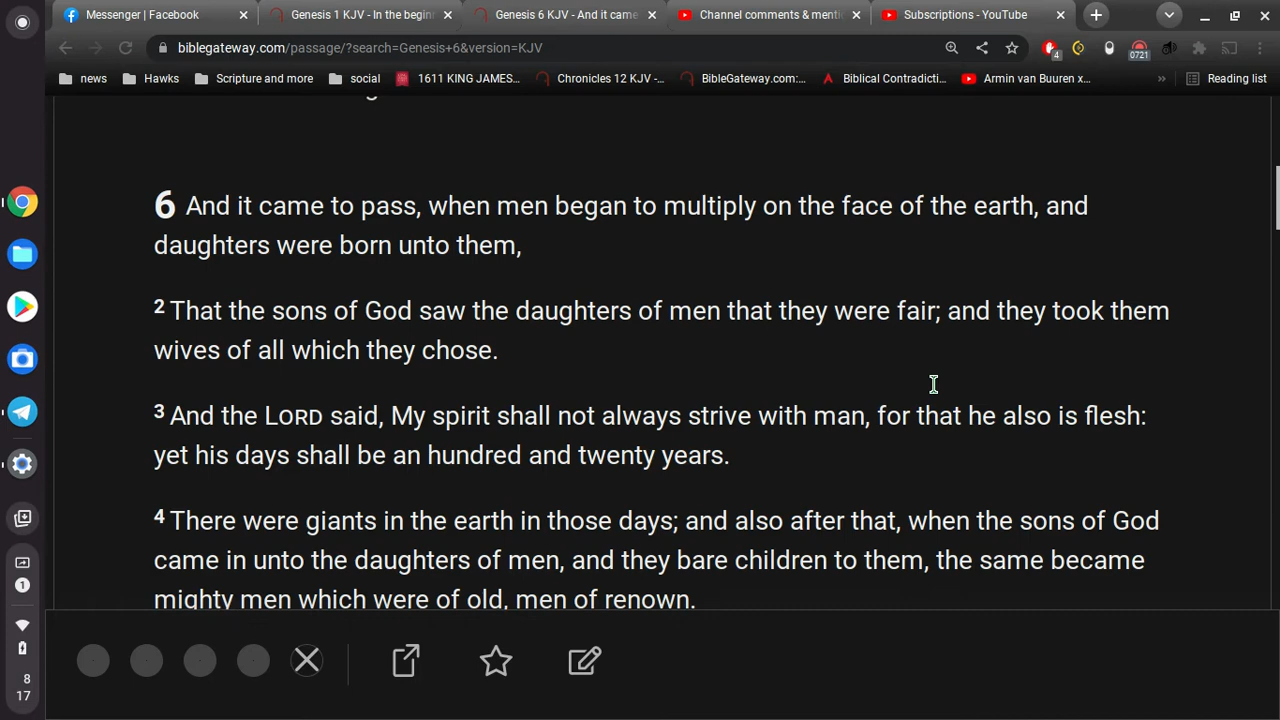 Messenger | Facebook
Genesis 1 KJV - In the beginn
Genesis 6 KJV - And it came
Channel comments & mentio
Subscriptions - YouTube
biblegateway.com/passage/?search=Genesis+6&version=KJV
4
0721
news
Hawks
Scripture and more
social
1611 KING JAMES...
Chronicles 12 KJV -...
BibleGateway.com:...
Biblical Contradicti...
Armin van Buuren x...
»
Reading list
6 And it came to pass, when men began to multiply on the face of the earth, and
daughters were born unto them,
2 That the sons of God saw the daughters of men that they were fair; and they took them
wives of all which they chose.
3 And the LORD said, My spirit shall not always strive with man, for that he also is flesh:
yet his days shall be an hundred and twenty years.
4 There were giants in the earth in those days; and also after that, when the sons of God
came in unto the daughters of men, and they bare children to them, the same became
mighty men which were of old, men of renown.
1
8
17